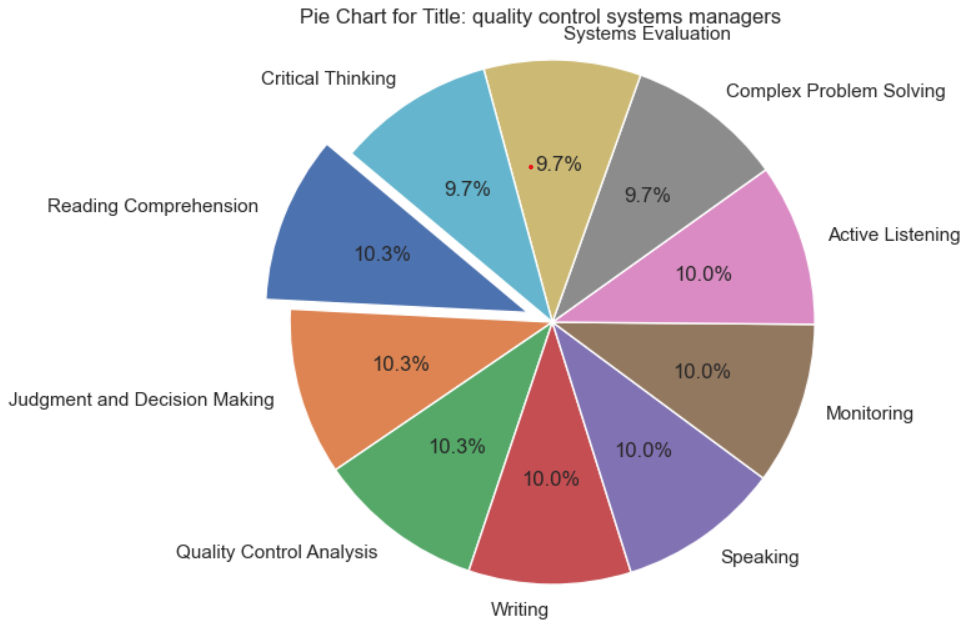 Pie Chart for Title: quality control systems managers
Systems Evaluation
Critical Thinking
Complex Problem Solving
9.7%
9.7%
9.7%
Reading Comprehension
Active Listening
10.3%
10.0%
10.3%
10.0%
Judgment and Decision Making
Monitoring
10.3%
10.0%
10.0%
Quality Control Analysis
Speaking
Writing